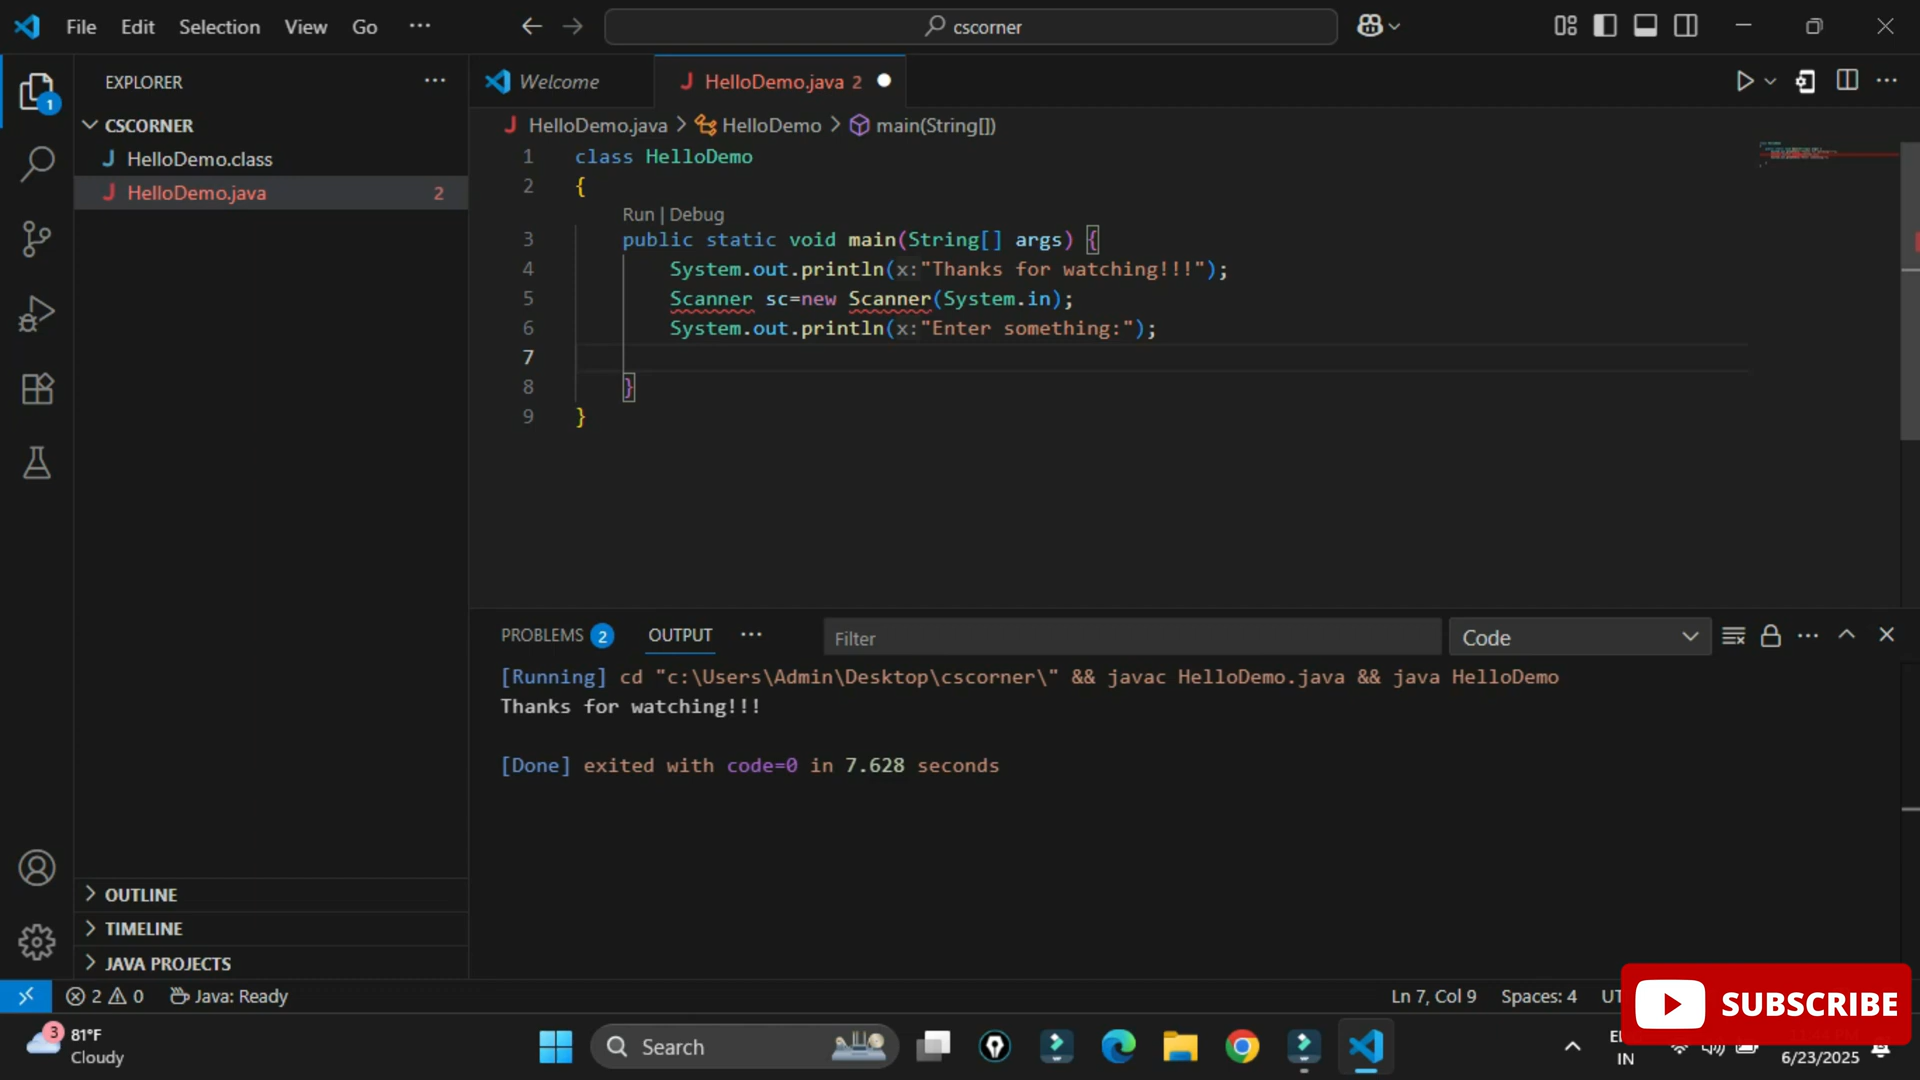 File Edit Selection View Go ··· cscorner
EXPLORER ···
1
CSCORNER
HelloDemo.class
HelloDemo.java 2
Welcome
HelloDemo.java 2
HelloDemo.java > HelloDemo > main(String[])
1 class HelloDemo
2 {
Run | Debug
3 public static void main(String[] args) {
4 System.out.println(x:"Thanks for watching!!!");
5 Scanner sc=new Scanner(System.in);
6 System.out.println(x:"Enter something:");
7
8 }
9 }
PROBLEMS 2 OUTPUT ··· Filter Code
[Running] cd "c:\Users\Admin\Desktop\cscorner\" && javac HelloDemo.java && java HelloDemo
Thanks for watching!!!
[Done] exited with code=0 in 7.628 seconds
OUTLINE
TIMELINE
JAVA PROJECTS
2 0 Java: Ready
Ln 7, Col 9 Spaces: 4
SUBSCRIBE
3
81°F
Cloudy
Search
IN
6/23/2025